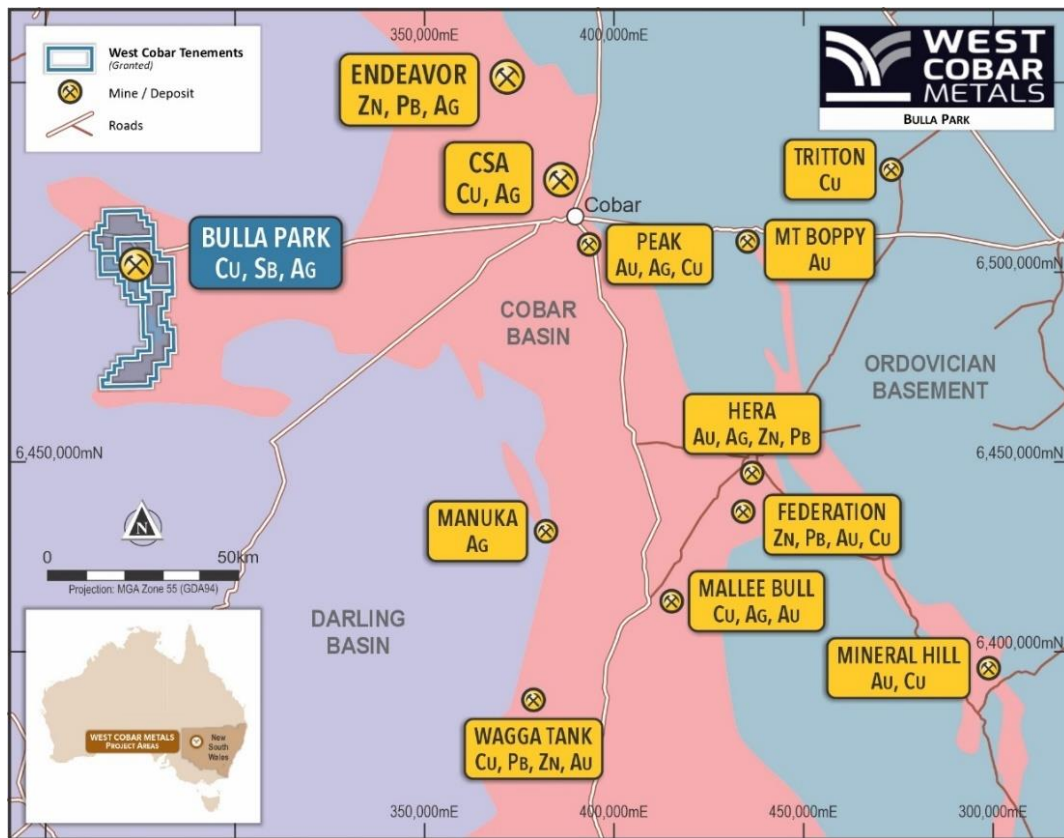 350,000mE
400,000mE
West Cobar Tenements
(Granted)
Mine / Deposit
Roads
WEST
COBAR
METALS
BULLA PARK
ENDEAVOR
ZN, PB, AG
CSA
CU, AG
TRITTON
CU
Cobar
BULLA PARK
CU, SB, AG
PEAK
AU, AG, CU
MT BOPPY
AU
6,500,000mN
COBAR
BASIN
ORDOVICIAN
BASEMENT
HERA
AU, AG, ZN, PB
6,450,000mN
6,450,000mN
MANUKA
AG
FEDERATION
ZN, PB, AU, CU
N
0
50km
Projection: MGA Zone 55 (GDA94)
MALLEE BULL
CU, AG, AU
DARLING
BASIN
6,400,000mN
MINERAL HILL
AU, CU
WEST COBAR METALS
PROJECT AREAS
New
South
Wales
WAGGA TANK
CU, PB, ZN, AU
350,000mE
400,000mE
450,000mE
300,000mE